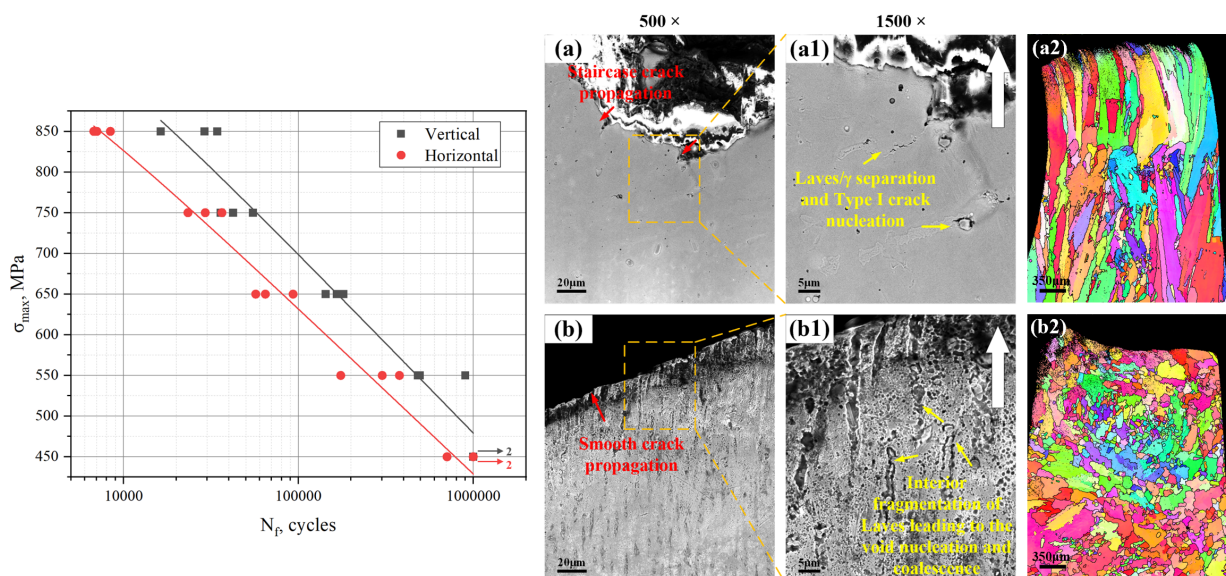 850
750
700
650
600
550
500
450
σmax, MPa
10000
100000
1000000
Nf, cycles
Vertical
Horizontal
2
2
500 ×
1500 ×
(a)
Staircase crack
propagation
20μm
(a1)
Laves/γ separation
and Type I crack
nucleation
5μm
(a2)
350μm
(b)
Smooth crack
propagation
20μm
(b1)
Interior
fragmentation of
Laves leading to the
void nucleation and
coalescence
5μm
(b2)
350μm